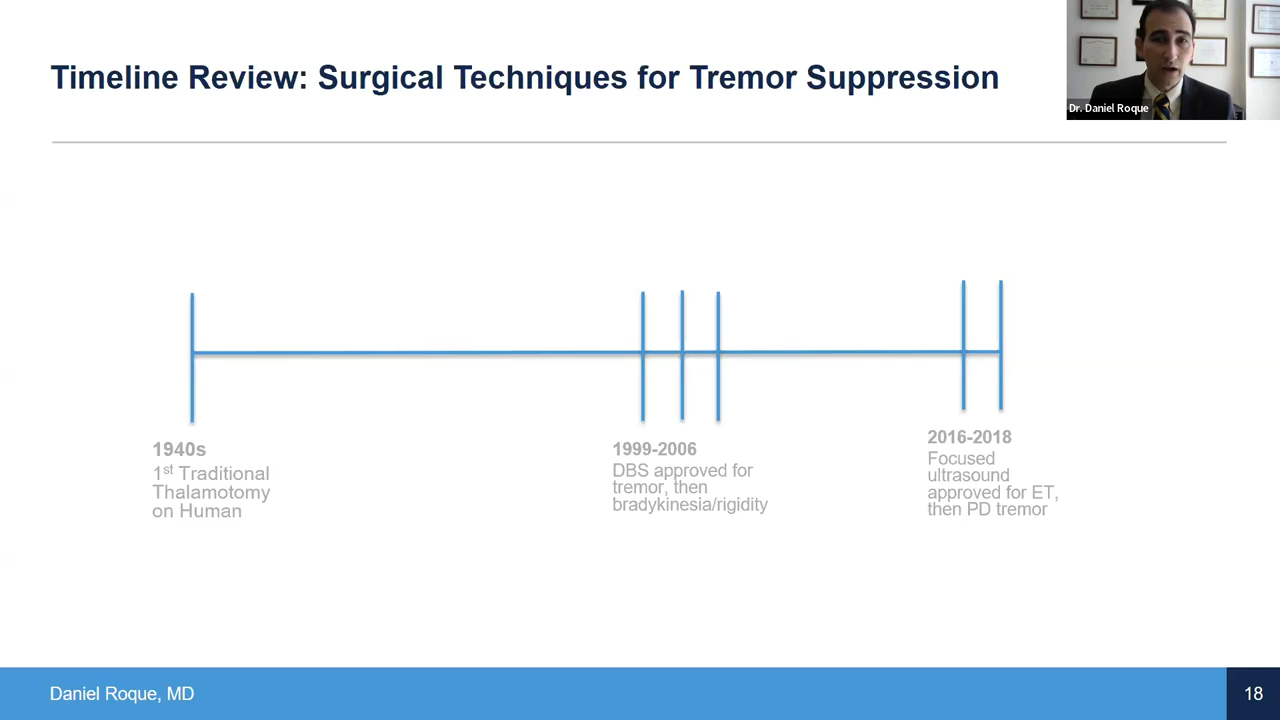 Timeline Review: Surgical Techniques for Tremor Suppression
Dr. Daniel Roque
1940s
1st Traditional
Thalamotomy
on Human
1999-2006
DBS approved for
tremor, then
bradykinesia/rigidity
2016-2018
Focused
ultrasound
approved for ET,
then PD tremor
Daniel Roque, MD
18